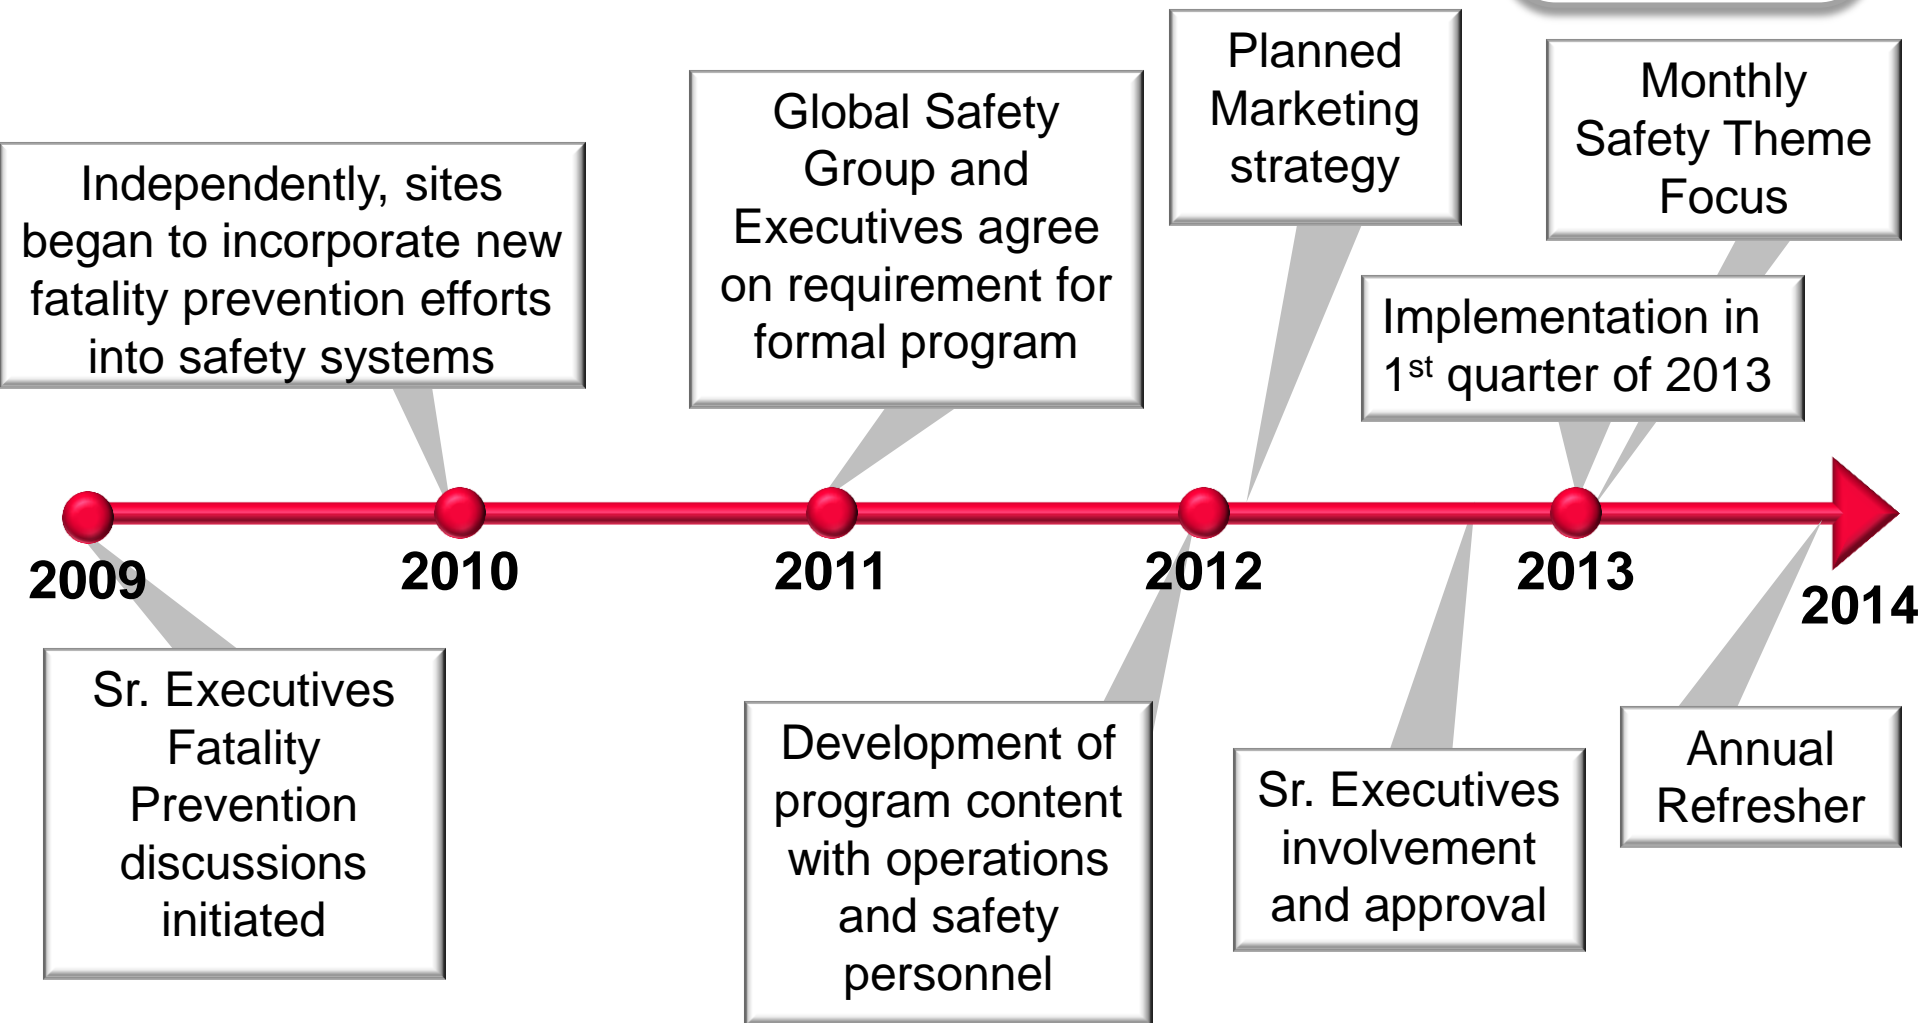 Planned
Marketing
strategy
Monthly
Safety Theme
Focus
Global Safety
Group and
Executives agree
on requirement for
formal program
Independently, sites
began to incorporate new
fatality prevention efforts
into safety systems
Implementation in
1st quarter of 2013
2009
2010
2011
2012
2013
2014
Sr. Executives
Fatality
Prevention
discussions
initiated
Development of
program content
with operations
and safety
personnel
Sr. Executives
involvement
and approval
Annual
Refresher